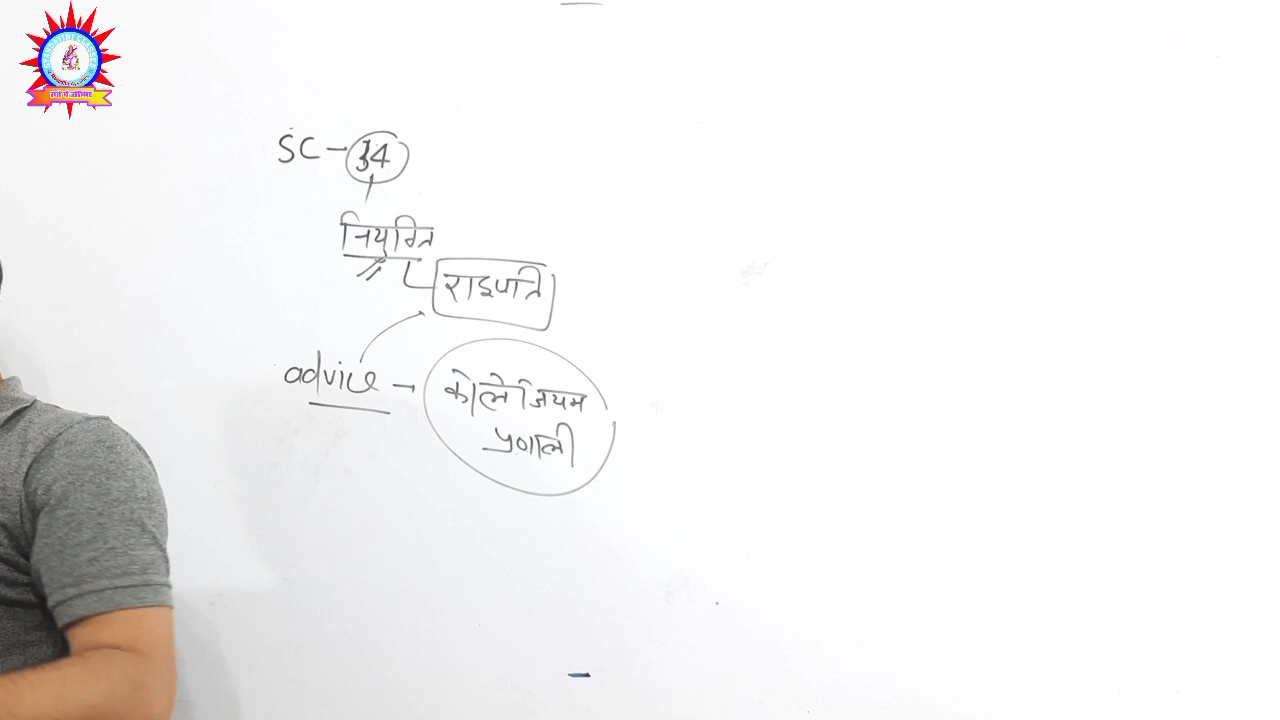 SC - 34
नियुक्ति
राष्ट्रपति
advice → कोलेजियम
प्रणाली